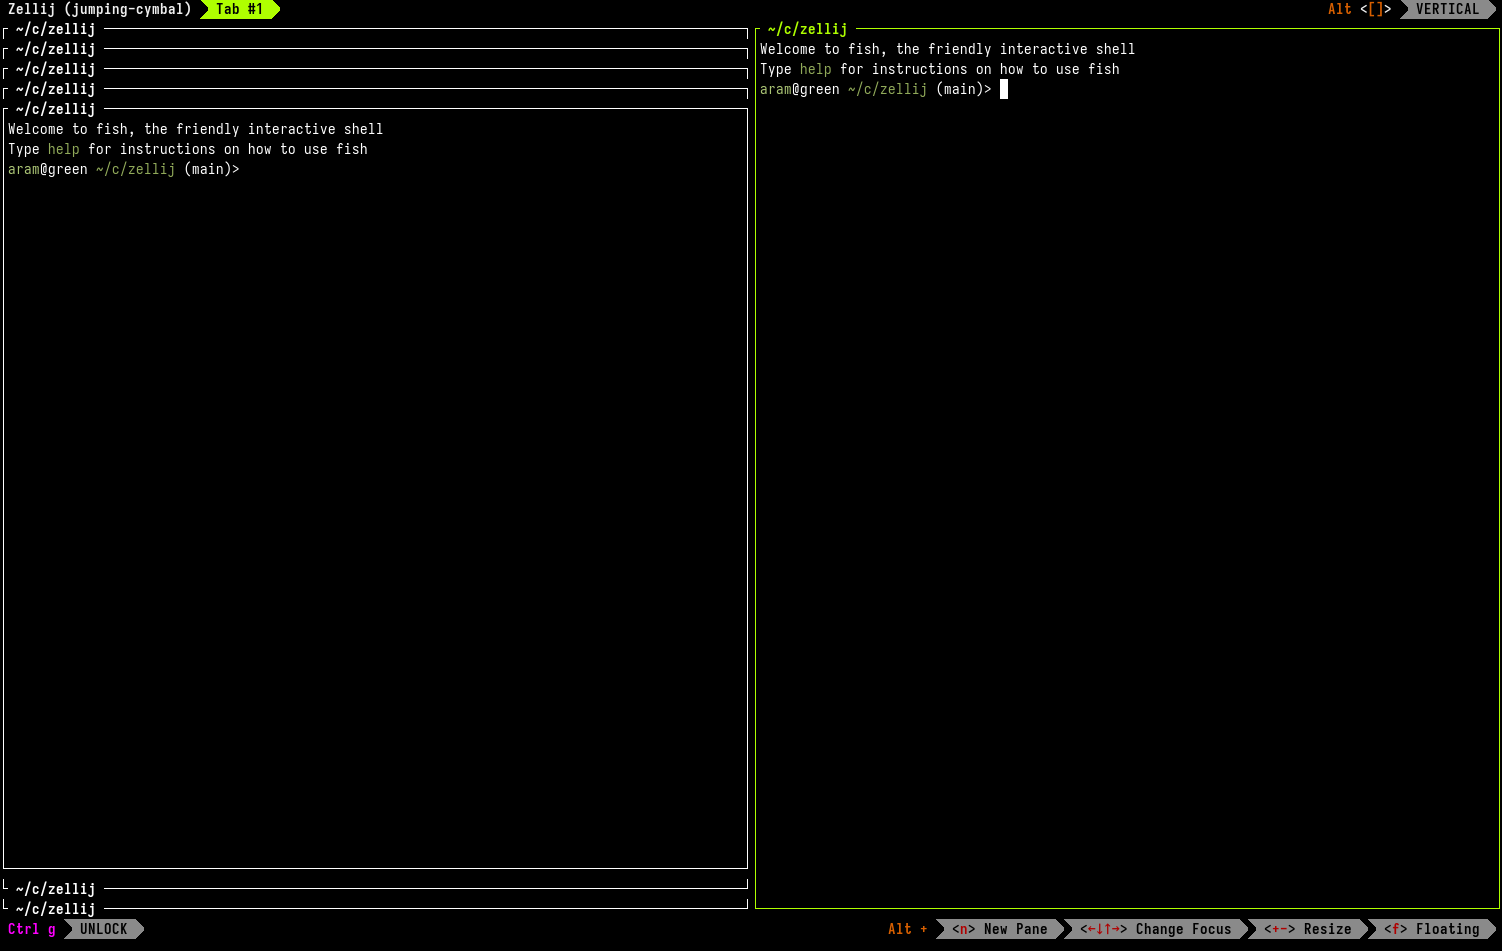 Zellij (jumping-cymbal) Tab #1 Alt <[]> VERTICAL
~/c/zellij
~/c/zellij
~/c/zellij
~/c/zellij
~/c/zellij
Welcome to fish, the friendly interactive shell
Type help for instructions on how to use fish
aram@green ~/c/zellij (main)>
~/c/zellij
~/c/zellij
~/c/zellij
Welcome to fish, the friendly interactive shell
Type help for instructions on how to use fish
aram@green ~/c/zellij (main)>
Ctrl g UNLOCK Alt + <n> New Pane <←↓↑→> Change Focus <+-> Resize <f> Floating